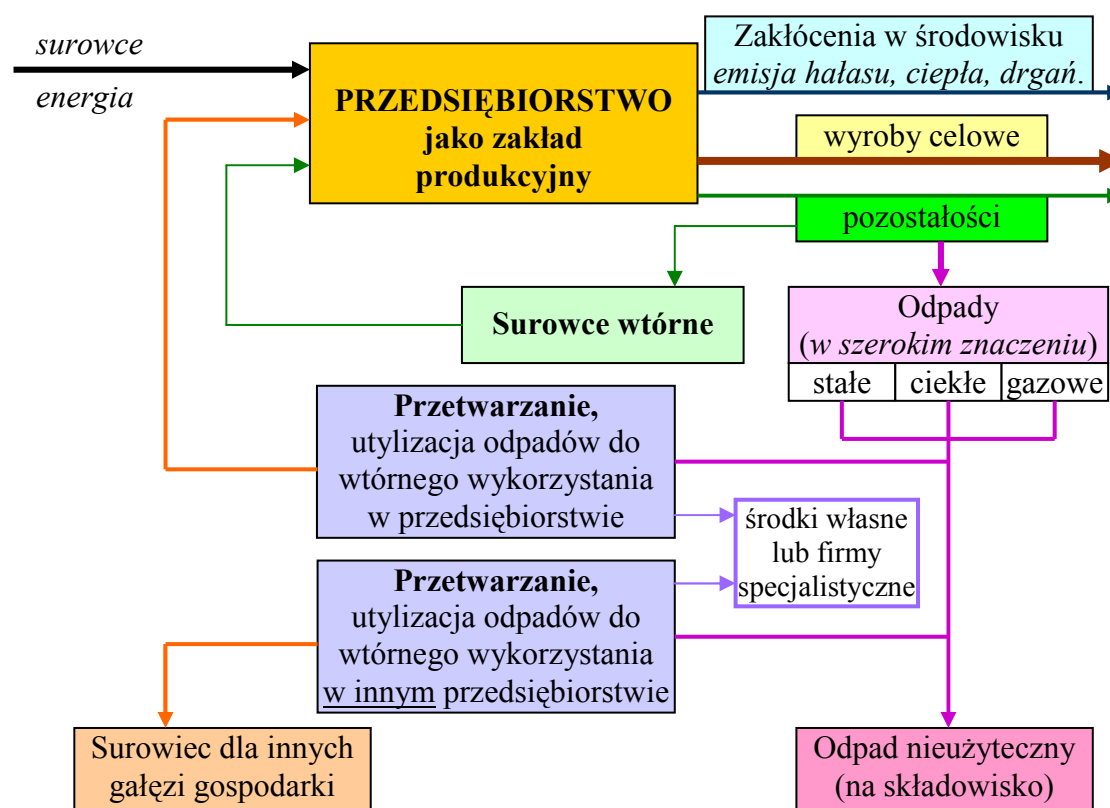 surowce
energia
PRZEDSIĘBIORSTWO
jako zakład
produkcyjny
Zakłócenia w środowisku
emisja hałasu, ciepła, drgań.
wyroby celowe
pozostałości
Surowce wtórne
Odpady
(w szerokim znaczeniu)
stałe ciekłe gazowe
Przetwarzanie,
utylizacja odpadów do
wtórnego wykorzystania
w przedsiębiorstwie
środki własne
lub firmy
specjalistyczne
Przetwarzanie,
utylizacja odpadów do
wtórnego wykorzystania
w innym przedsiębiorstwie
Surowiec dla innych
gałęzi gospodarki
Odpad nieużyteczny
(na składowisko)